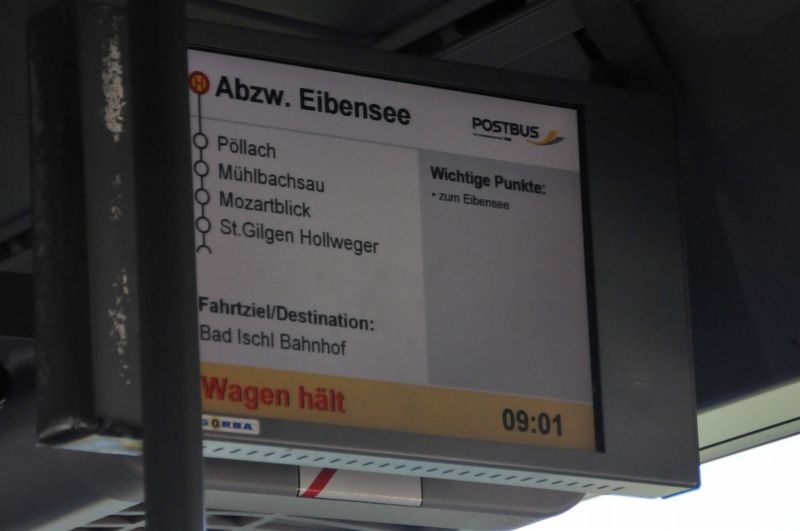 H
Abzw. Eibensee
POSTBUS
Pöllach
Mühlbachsau
Mozartblick
St.Gilgen Hollweger
Wichtige Punkte:
• zum Eibensee
Fahrtziel/Destination:
Bad Ischl Bahnhof
Wagen hält
09:01
GORBA